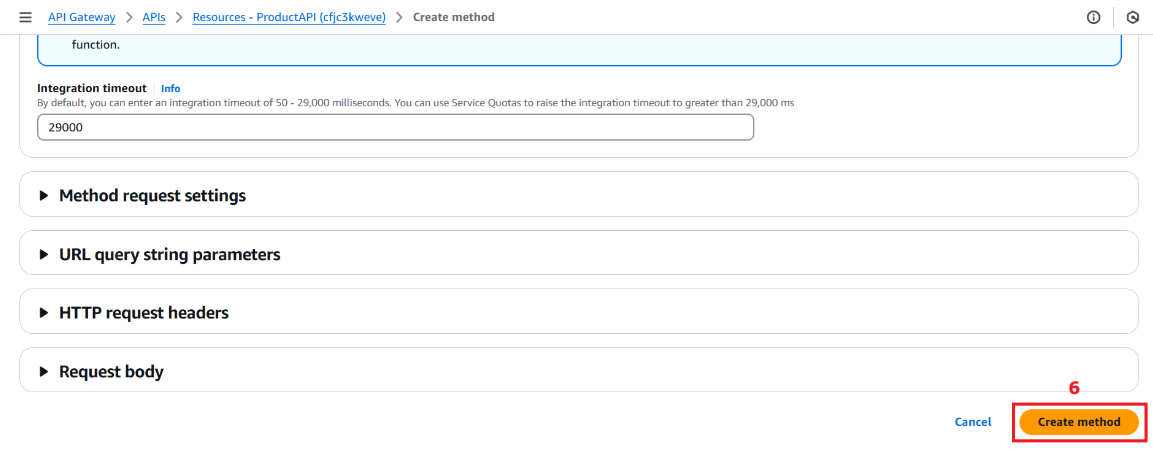 API Gateway > APIs > Resources - ProductAPI (cfjc3kweve) > Create method
function.
Integration timeout | Info
By default, you can enter an integration timeout of 50 - 29,000 milliseconds. You can use Service Quotas to raise the integration timeout to greater than 29,000 ms
29000
Method request settings
URL query string parameters
HTTP request headers
Request body
6
Cancel Create method